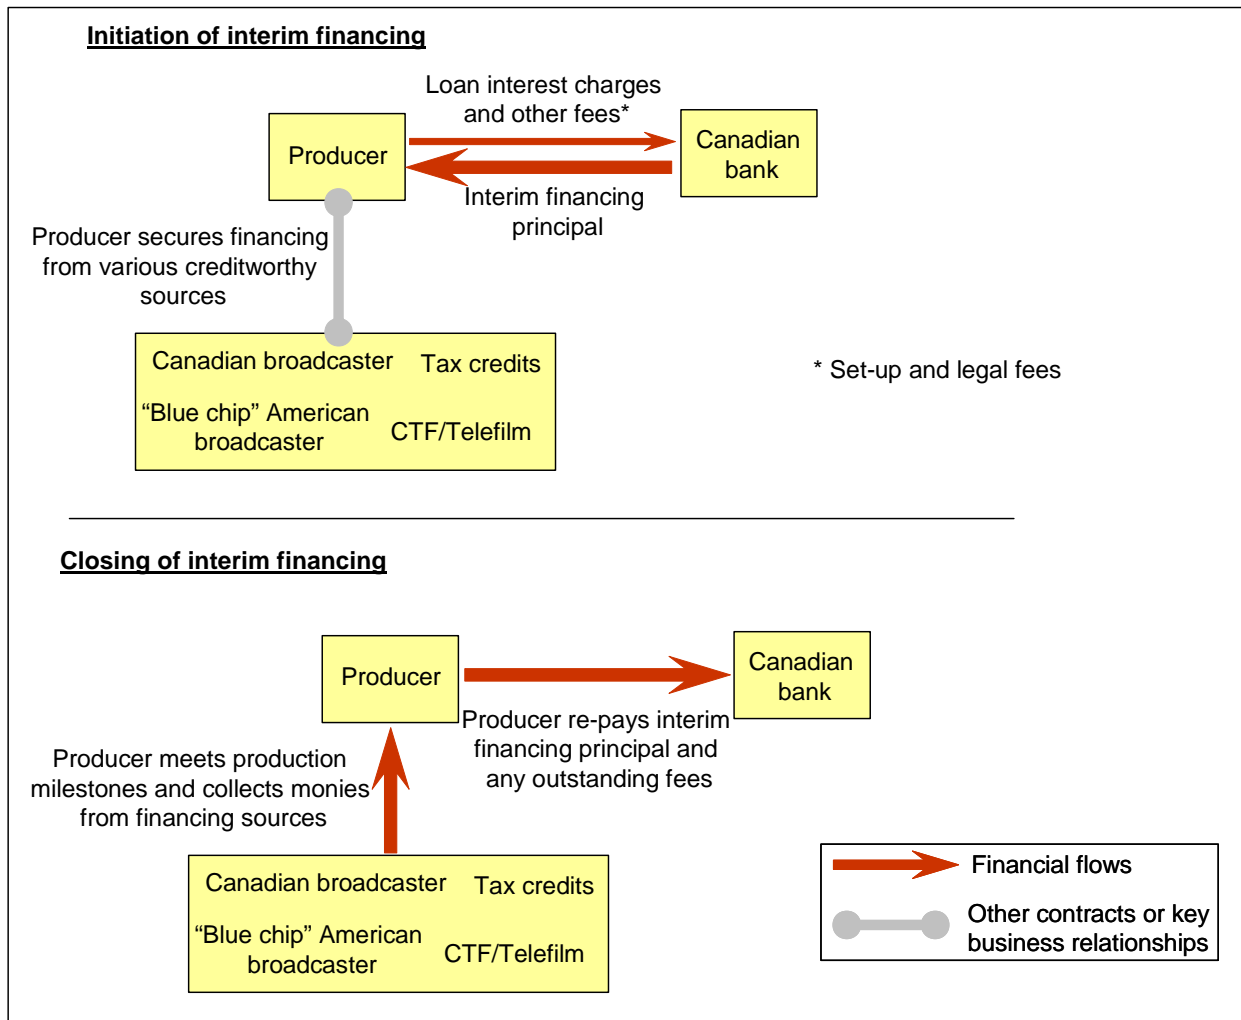 Initiation of interim financing
Loan interest charges
and other fees*
Producer
Canadian
bank
Interim financing
principal
Producer secures financing
from various creditworthy
sources
Canadian broadcaster
Tax credits
“Blue chip” American
broadcaster
CTF/Telefilm
* Set-up and legal fees
Closing of interim financing
Producer
Canadian
bank
Producer re-pays interim
financing principal and
any outstanding fees
Producer meets production
milestones and collects monies
from financing sources
Canadian broadcaster
Tax credits
“Blue chip” American
broadcaster
CTF/Telefilm
Financial flows
Other contracts or key
business relationships